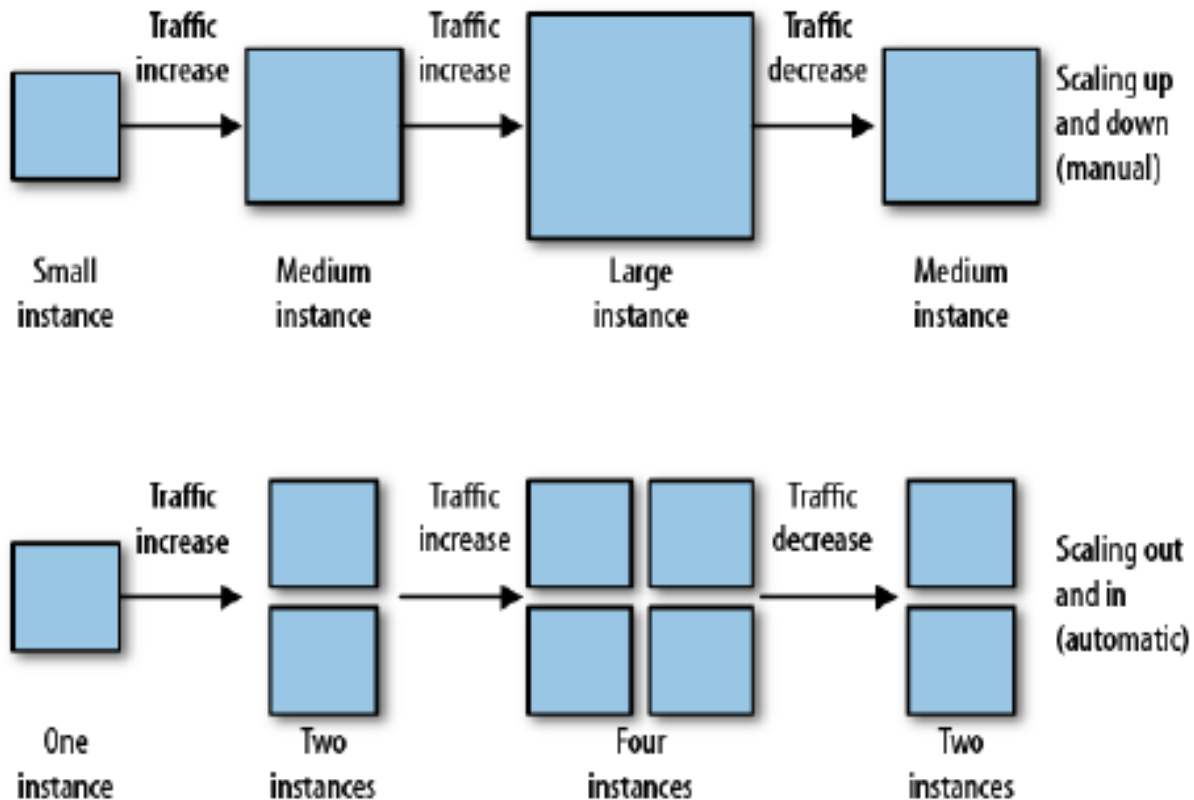 Traffic
increase
Traffic
increase
Traffic
decrease
Scaling up
and down
(manual)
Small
instance
Medium
instance
Large
instance
Medium
instance
Traffic
increase
Traffic
increase
Traffic
decrease
Scaling out
and in
(automatic)
One
instance
Two
instances
Four
instances
Two
instances